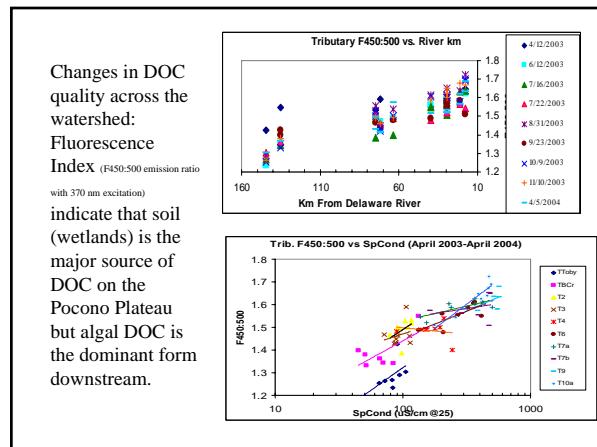 Changes in DOC
quality across the
watershed:
Fluorescence
Index (F450:500 emission ratio
with 370 nm excitation)
indicate that soil
(wetlands) is the
major source of
DOC on the
Pocono Plateau
but algal DOC is
the dominant form
downstream.
Tributary F450:500 vs. River km
1.8
1.7
1.6
1.5
1.4
1.3
1.2
160 110 60 10
Km From Delaware River
4/12/2003
6/12/2003
7/16/2003
7/22/2003
8/31/2003
9/23/2003
10/9/2003
11/10/2003
4/5/2004
Trib. F450:500 vs SpCond (April 2003-April 2004)
F450:500
1.8
1.7
1.6
1.5
1.4
1.3
1.2
10 100 1000
SpCond (uS/cm @25)
TToby
TBCr
T2
T3
T4
T6
T7a
T7b
T9
T10a